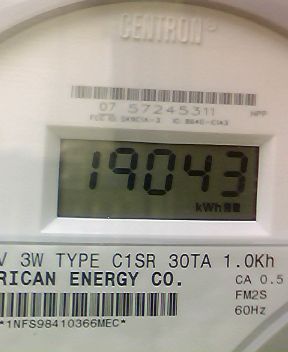 CENTRON®
07 57245311 NPP
19043
kWh
V 3W TYPE C1SR 30TA 1.0Kh
RICAN ENERGY CO. CA 0.5
FM2S
*1NFS98410366MEC* 60Hz